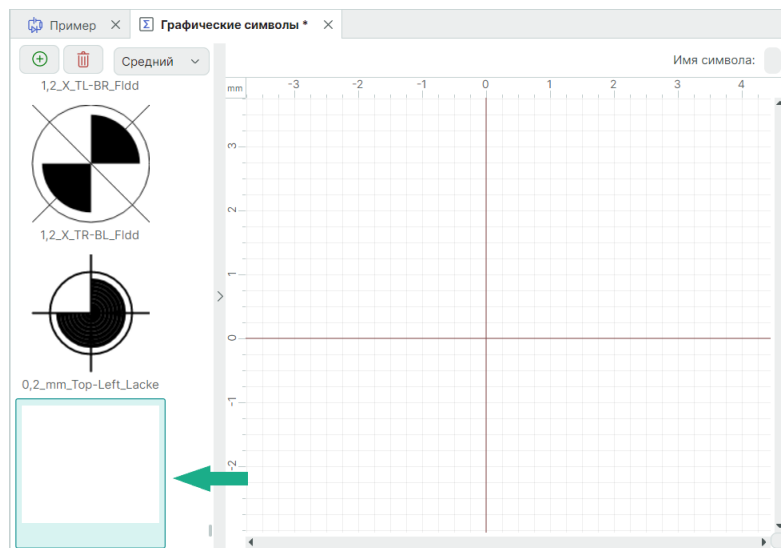 Пример
Графические символы *
Средний
Имя символа:
1,2_X_TL-BR_Fldd
mm
-3 -2 -1 0 1 2 3 4
3
2
1
0
-1
-2
1,2_X_TR-BL_Fldd
0,2_mm_Top-Left_Lacke